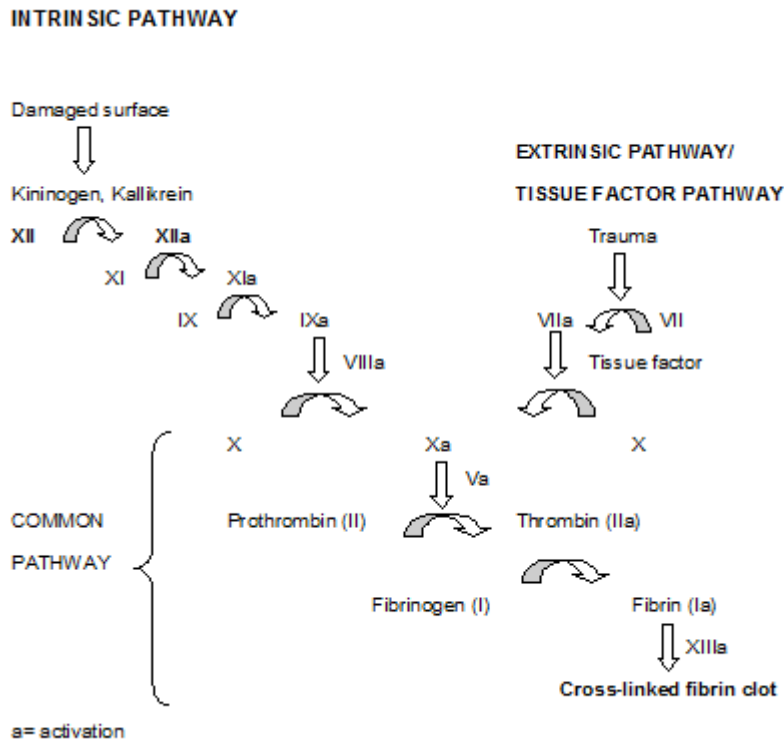 INTRINSIC PATHWAY
Damaged surface
EXTRINSIC PATHWAY/
Kininogen, Kallikrein
TISSUE FACTOR PATHWAY
XII XIIa Trauma
XI XIa
IX IXa VIIa VII
VIIIa Tissue factor
X Xa X
Va
COMMON Prothrombin (II) Thrombin (IIa)
PATHWAY
Fibrinogen (I) Fibrin (Ia)
XIIIa
Cross-linked fibrin clot
a= activation